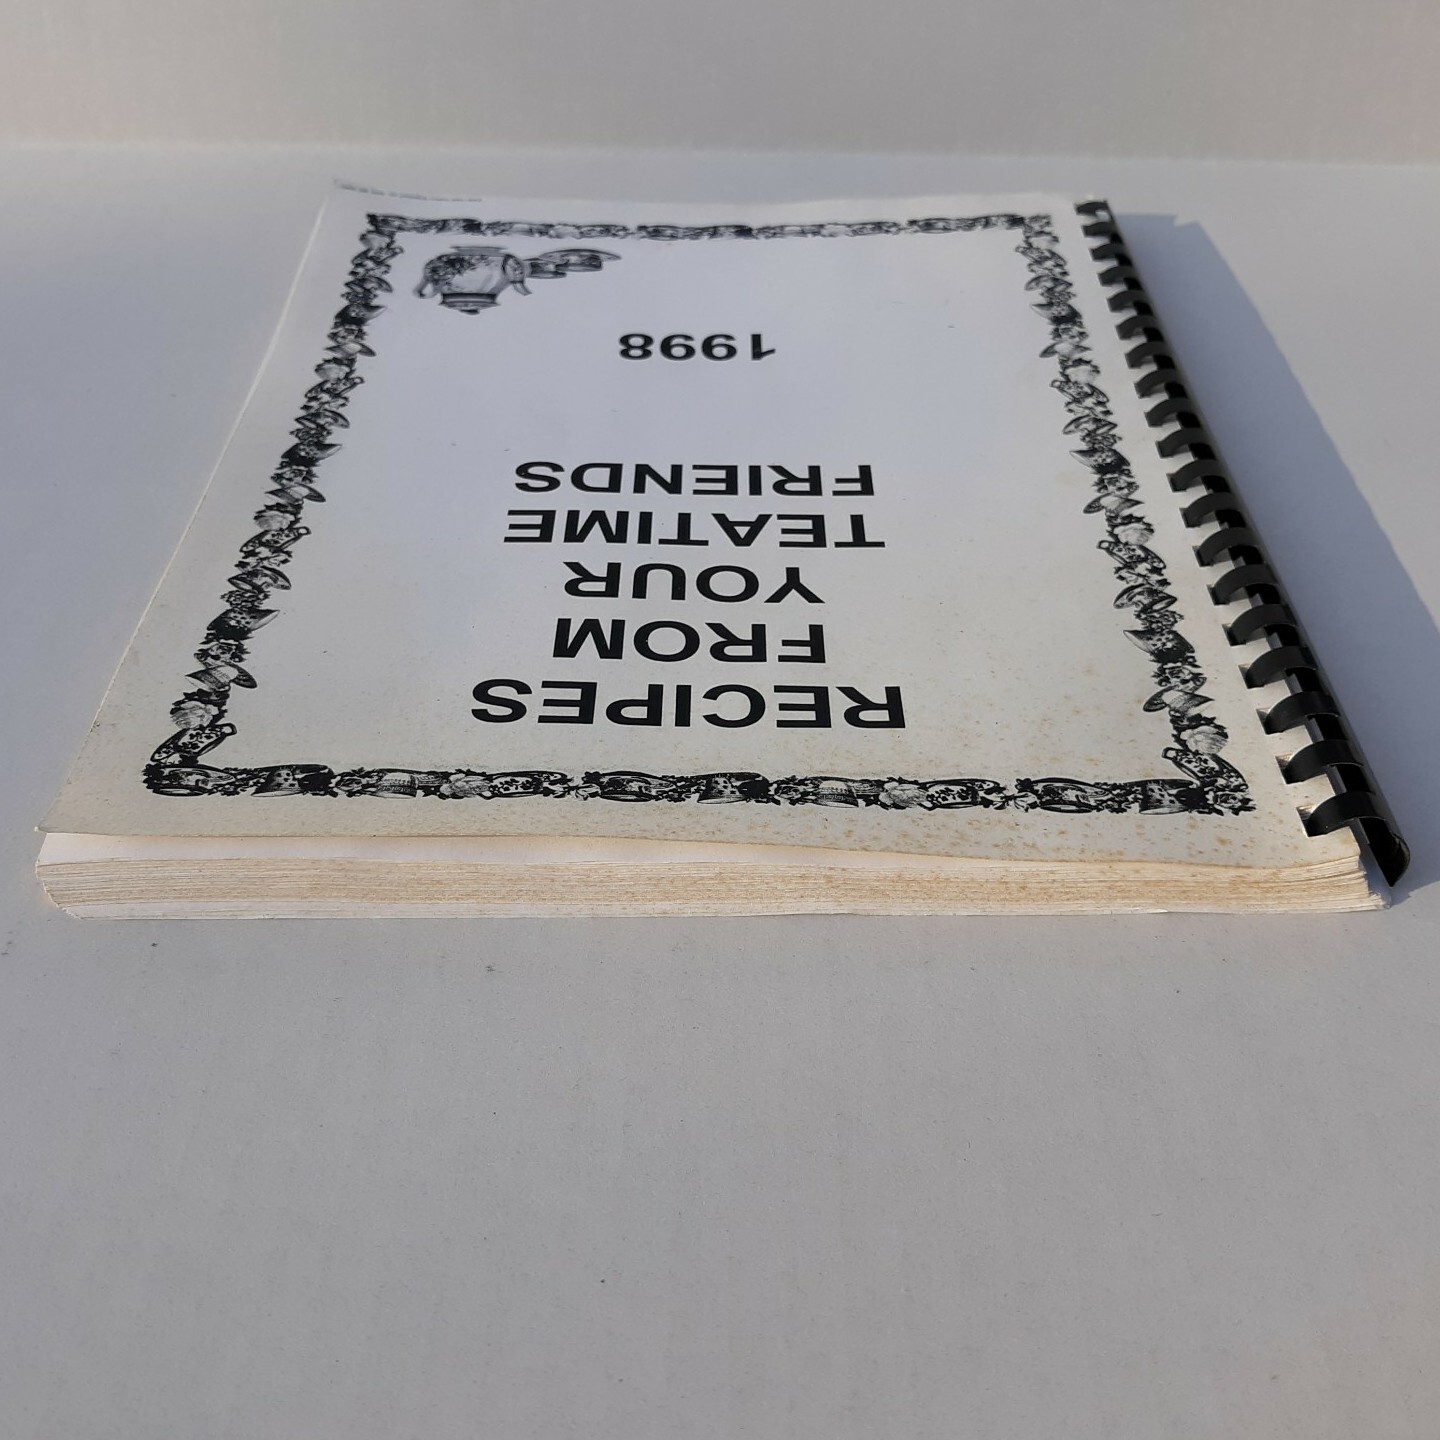 RECIPES
FROM
YOUR
TEATIME
FRIENDS
1998